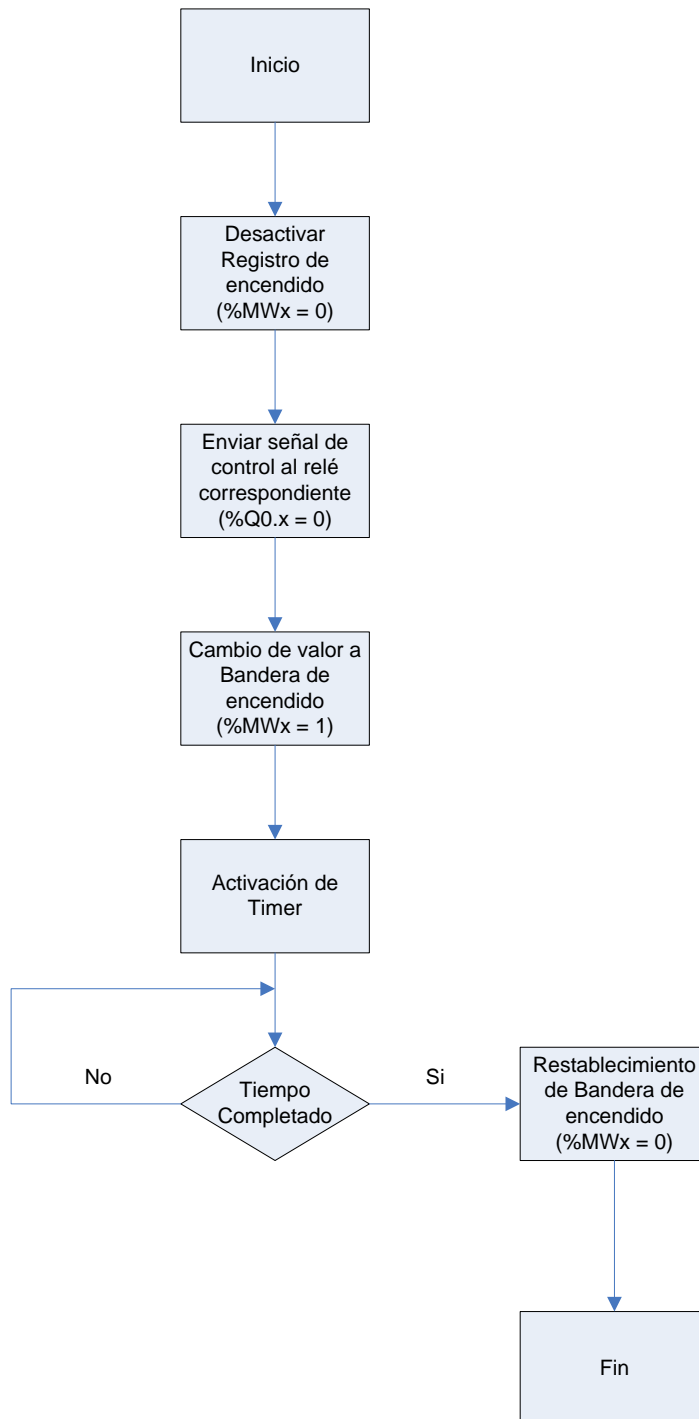 Inicio
Desactivar
Registro de
encendido
(%MWx = 0)
Enviar señal de
control al relé
correspondiente
(%Q0.x = 0)
Cambio de valor a
Bandera de
encendido
(%MWx = 1)
Activación de
Timer
No
Tiempo
Completado
Si
Restablecimiento
de Bandera de
encendido
(%MWx = 0)
Fin